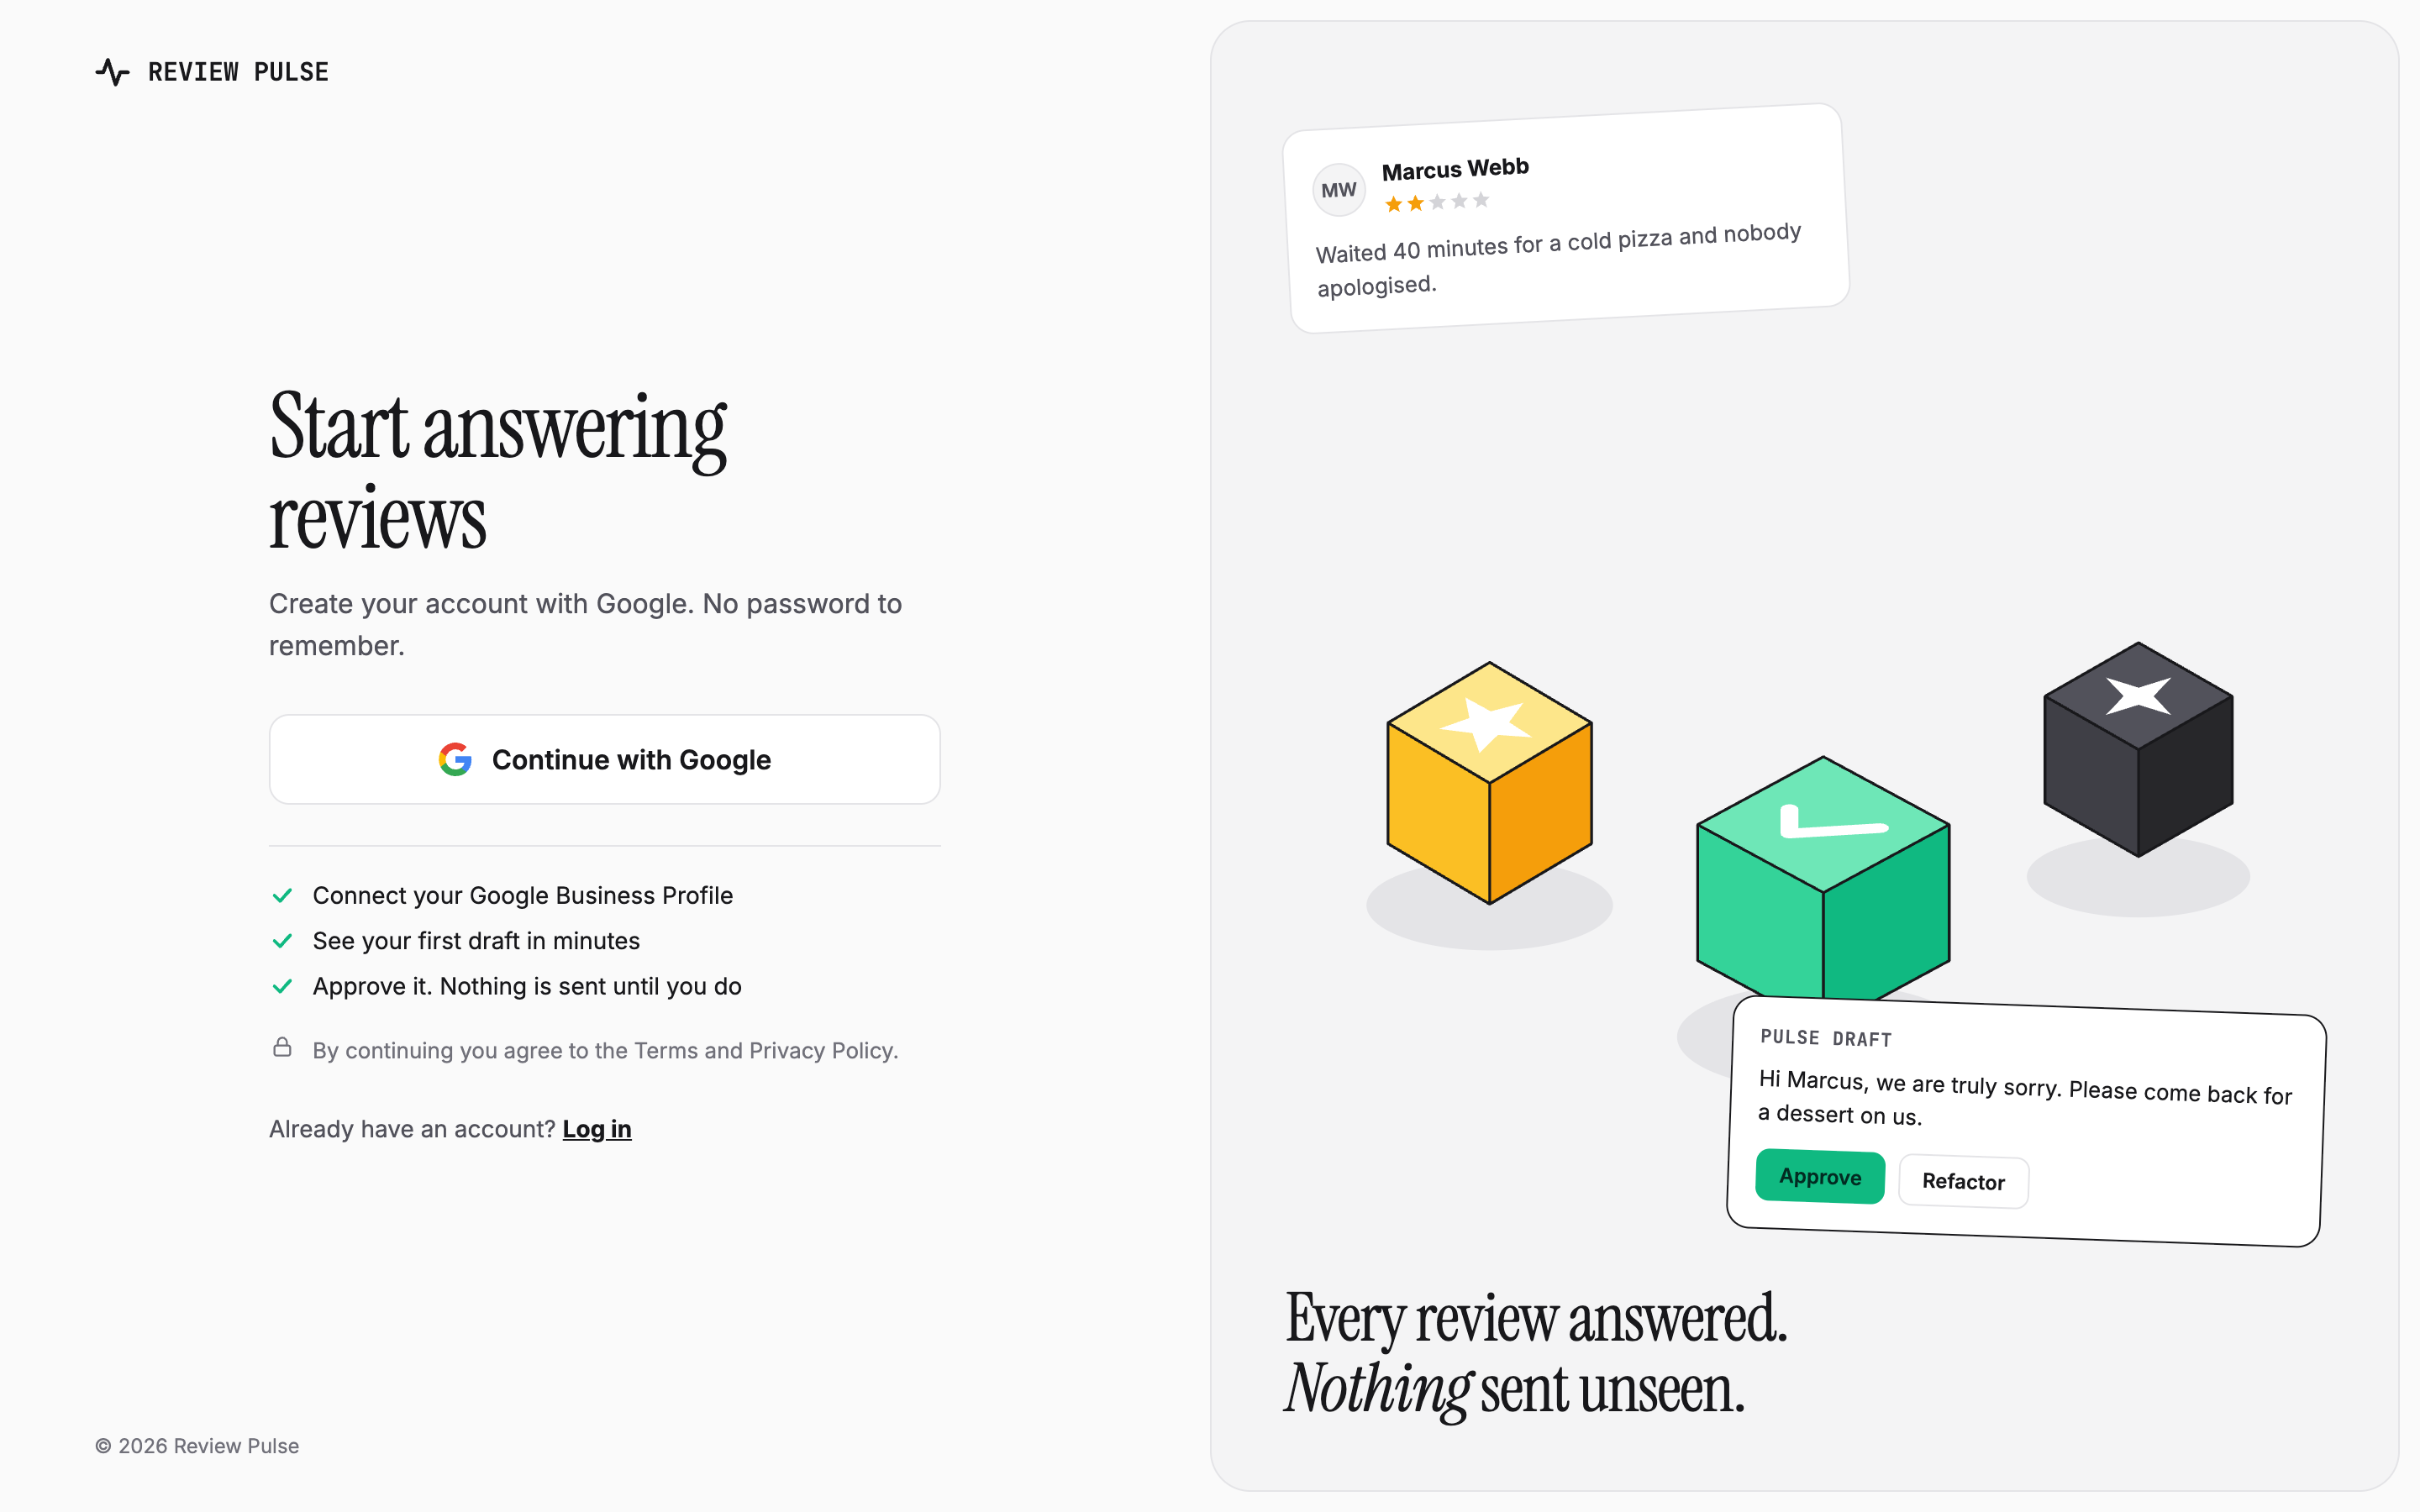 REVIEW PULSE
Start answering
reviews
Create your account with Google. No password to
remember.
Continue with Google
Connect your Google Business Profile
See your first draft in minutes
Approve it. Nothing is sent until you do
By continuing you agree to the Terms and Privacy Policy.
Already have an account? Log in
© 2026 Review Pulse
MW
Marcus Webb
Waited 40 minutes for a cold pizza and nobody
apologised.
PULSE DRAFT
Hi Marcus, we are truly sorry. Please come back for
a dessert on us.
Approve
Refactor
Every review answered.
Nothing sent unseen.